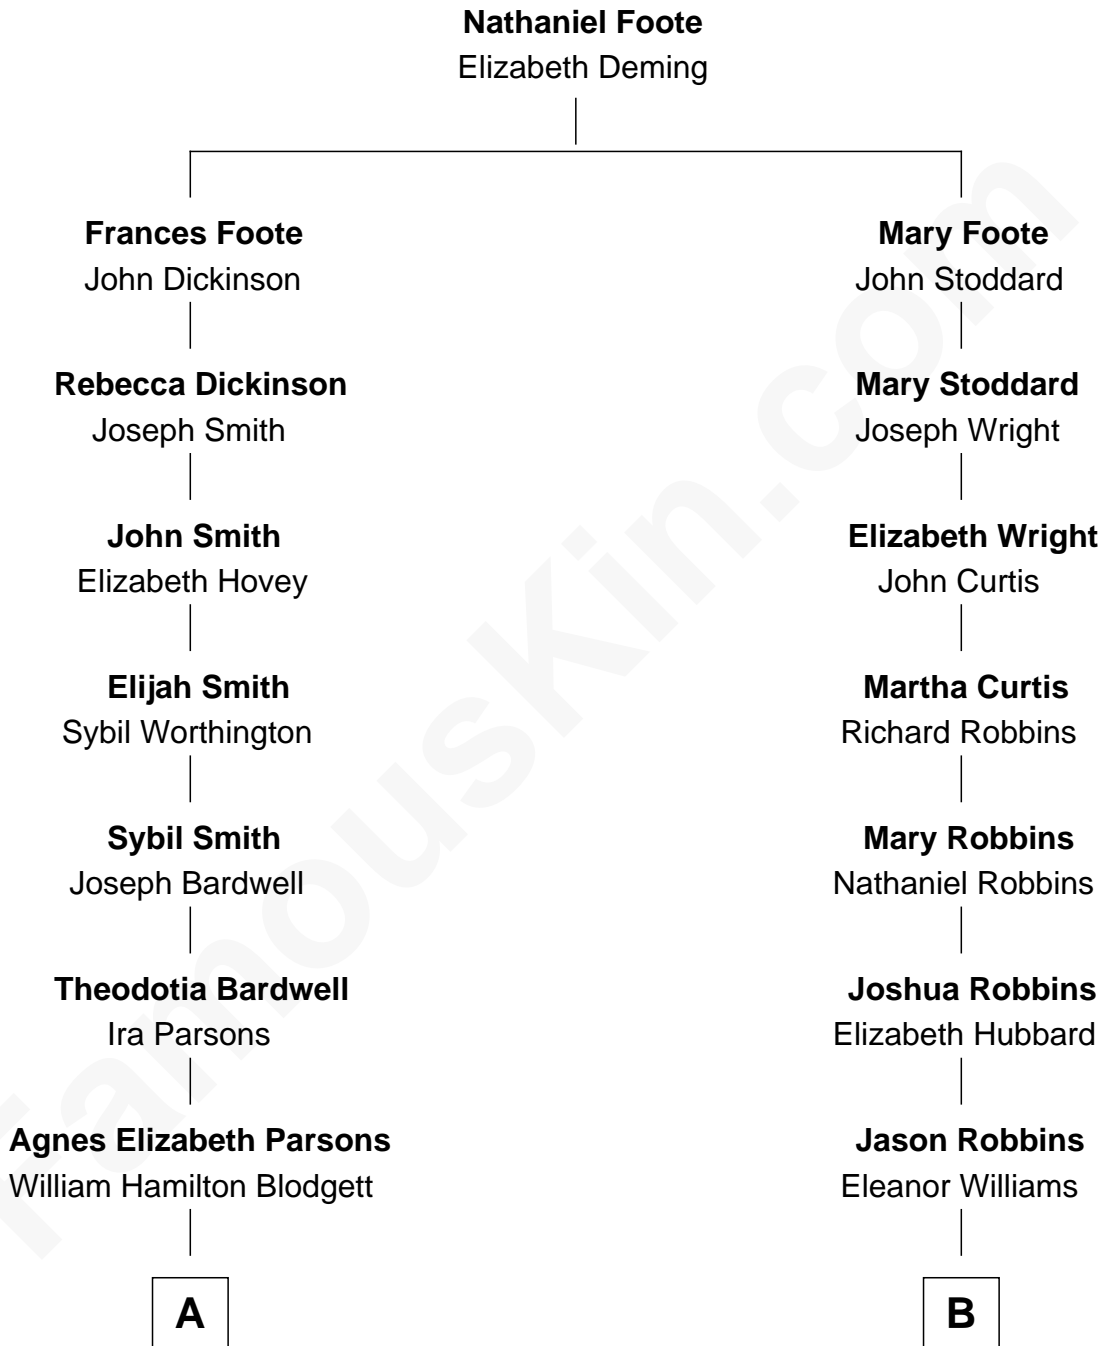 Nathaniel Foote
Elizabeth Deming
Frances Foote
John Dickinson
Rebecca Dickinson
Joseph Smith
John Smith
Elizabeth Hovey
Elijah Smith
Sybil Worthington
Sybil Smith
Joseph Bardwell
Theodotia Bardwell
Ira Parsons
Agnes Elizabeth Parsons
William Hamilton Blodgett
A
Mary Foote
John Stoddard
Mary Stoddard
Joseph Wright
Elizabeth Wright
John Curtis
Martha Curtis
Richard Robbins
Mary Robbins
Nathaniel Robbins
Joshua Robbins
Elizabeth Hubbard
Jason Robbins
Eleanor Williams
B
FamousKin.com